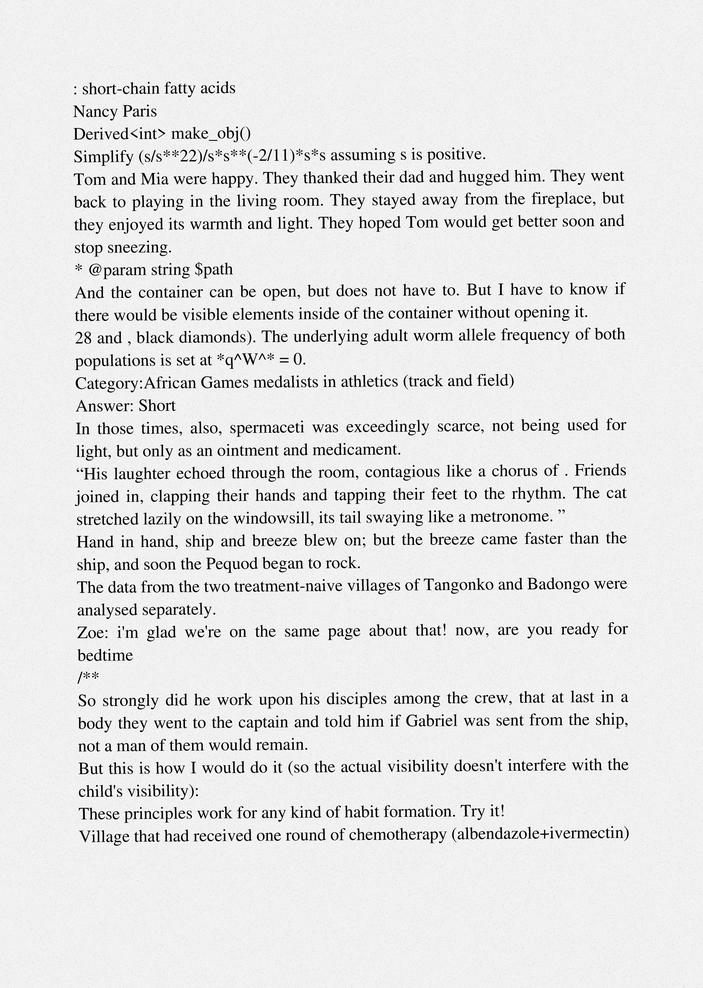 : short-chain fatty acids
Nancy Paris
Derived<int> make_obj()
Simplify (s/s**22)/s*s**(-2/11)*s*s assuming s is positive.
Tom and Mia were happy. They thanked their dad and hugged him. They went
back to playing in the living room. They stayed away from the fireplace, but
they enjoyed its warmth and light. They hoped Tom would get better soon and
stop sneezing.
* @param string $path
And the container can be open, but does not have to. But I have to know if
there would be visible elements inside of the container without opening it.
28 and , black diamonds). The underlying adult worm allele frequency of both
populations is set at *q^W^* = 0.
Category:African Games medalists in athletics (track and field)
Answer: Short
In those times, also, spermaceti was exceedingly scarce, not being used for
light, but only as an ointment and medicament.
“His laughter echoed through the room, contagious like a chorus of . Friends
joined in, clapping their hands and tapping their feet to the rhythm. The cat
stretched lazily on the windowsill, its tail swaying like a metronome. ”
Hand in hand, ship and breeze blew on; but the breeze came faster than the
ship, and soon the Pequod began to rock.
The data from the two treatment-naive villages of Tangonko and Badongo were
analysed separately.
Zoe: i'm glad we're on the same page about that! now, are you ready for
bedtime
/**
So strongly did he work upon his disciples among the crew, that at last in a
body they went to the captain and told him if Gabriel was sent from the ship,
not a man of them would remain.
But this is how I would do it (so the actual visibility doesn't interfere with the
child's visibility):
These principles work for any kind of habit formation. Try it!
Village that had received one round of chemotherapy (albendazole+ivermectin)